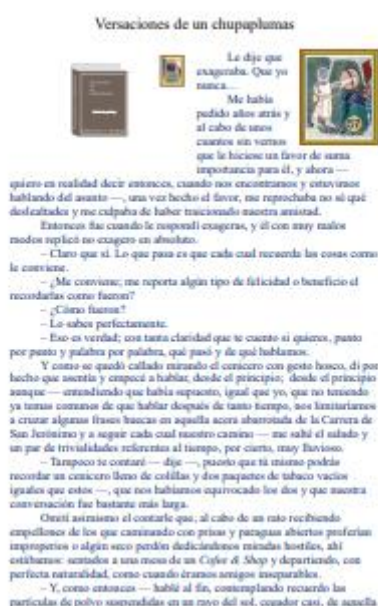 Versaciones de un chupaplumas
Le dije que
exageraba. Que yo
nunca...
Me había
pedido años atrás y
al cabo de unos
cuantos sin vernos
que le hiciese un favor de suma
importancia para él, y ahora —
quiero en realidad decir entonces, cuando nos encontramos y estuvimos
hablando del asunto —, una vez hecho el favor, me reprochaba no sé qué
deslealtades y me culpaba de haber traicionado nuestra amistad.
Entonces fue cuando le respondí exageras, y él con muy malos
modos replicó no exagero en absoluto.
– Claro que sí. Lo que pasa es que cada cual recuerda las cosas como
le conviene.
– ¿Me conviene; me reporta algún tipo de felicidad o beneficio el
recordarlas como fueron?
– ¿Cómo fueron?
– Lo sabes perfectamente.
– Eso es verdad; con tanta claridad que te cuento si quieres, punto
por punto y palabra por palabra, qué pasó y de qué hablamos.
Y como se quedó callado mirando el cenicero con gesto hosco, di por
hecho que asentía y empecé a hablar, desde el principio; desde el principio
aunque — entendiendo que había supuesto, igual que yo, que no teniendo
ya temas comunes de que hablar después de tanto tiempo, nos limitaríamos
a cruzar algunas frases huecas en aquella acera abarrotada de la Carrera de
San Jerónimo y a seguir cada cual nuestro camino — me salté el saludo y
un par de trivialidades referentes al tiempo, por cierto, muy lluvioso.
– Tampoco te contaré — dije —, puesto que tú mismo podrás
recordar un cenicero lleno de colillas y dos paquetes de tabaco vacíos
iguales que estos —, que nos habíamos equivocado los dos y que nuestra
conversación fue bastante más larga.
Omití asimismo el contarle que, al cabo de un rato recibiendo
empellones de los que caminando con prisas y paraguas abiertos proferían
improperios o algún seco perdón dedicándonos miradas hostiles, ahí
estábamos: sentados a una mesa de un Cofee & Shop y departiendo, con
perfecta naturalidad, como cuando éramos amigos inseparables.
– Y, como entonces — hablé al fin, contemplando resignado las
partículas de polvo suspendidas en un rayo del sol, cegador casi, de aquella